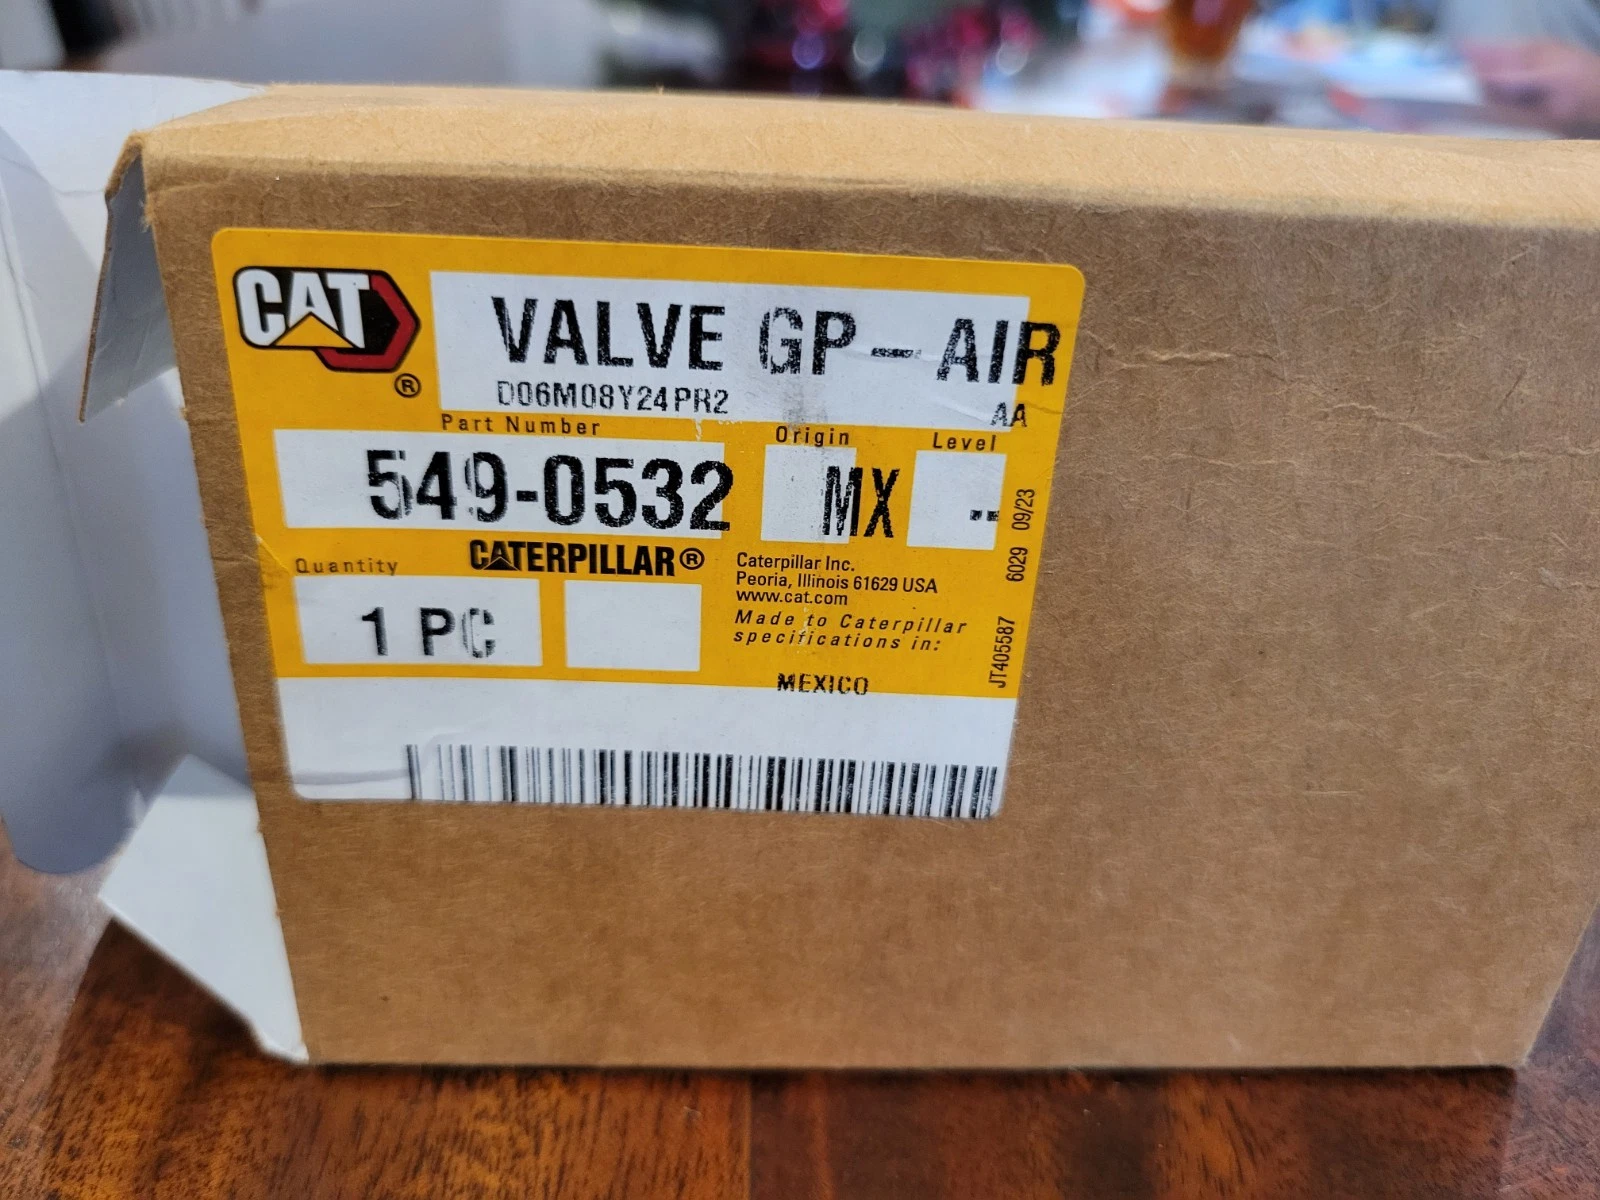 CAT
®
VALVE GP-AIR
D06M08Y24PR2 AA
Part Number Origin Level
549-0532 MX --
Quantity CATERPILLAR®
1 PC
Caterpillar Inc.
Peoria, Illinois 61629 USA
www.cat.com
Made to Caterpillar
specifications in:
MEXICO
JT405587 6029 09/23